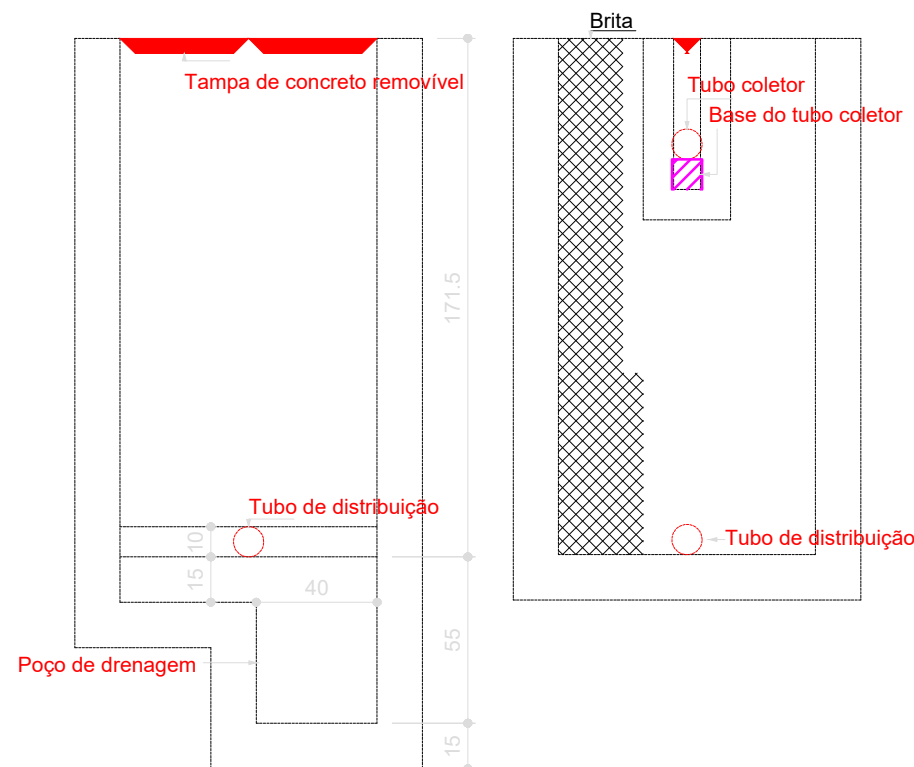 Brita
Tampa de concreto removível
Tubo coletor
Base do tubo coletor
171.5
Tubo de distribuição
10
Tubo de distribuição
15
40
55
Poço de drenagem
15